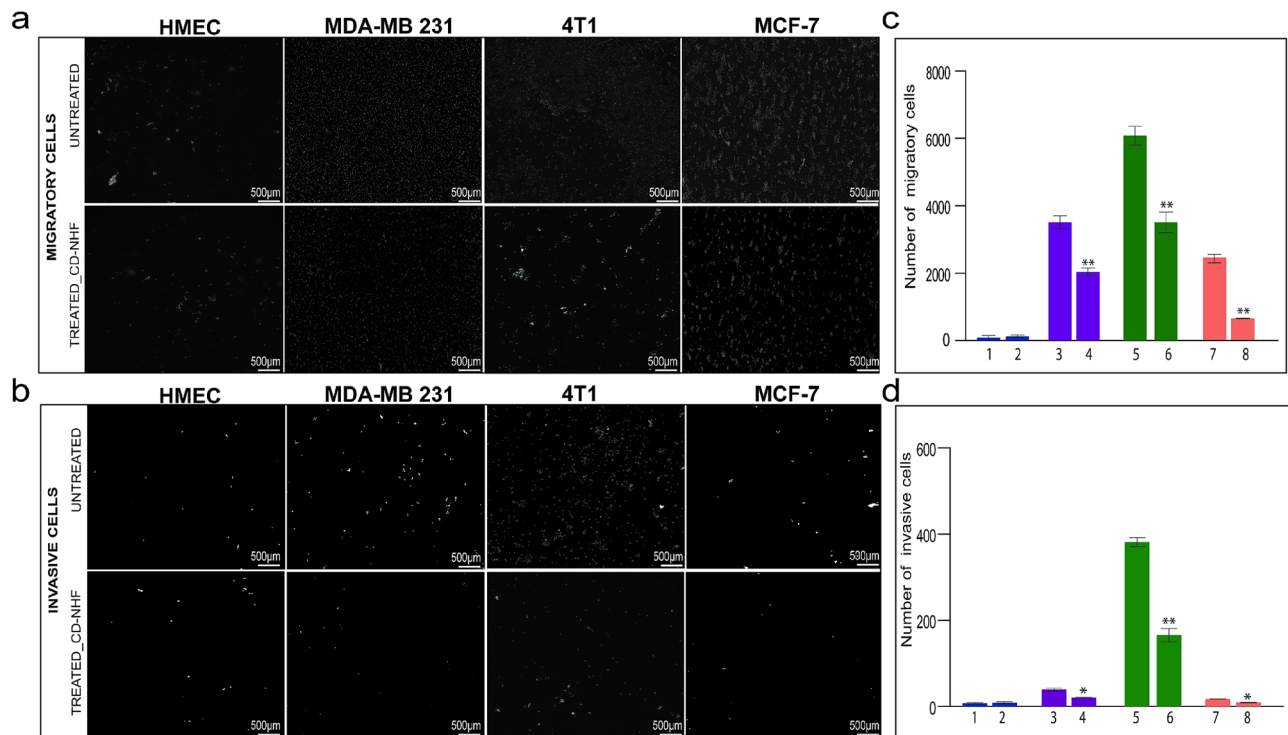 a
HMEC MDA-MB 231 4T1 MCF-7
MIGRATORY CELLS
UNTREATED
500µm 500µm 500µm 500µm
TREATED_CD-NHF
500µm 500µm 500µm 500µm
b
HMEC MDA-MB 231 4T1 MCF-7
INVASIVE CELLS
UNTREATED
500µm 500µm 500µm 500µm
TREATED_CD-NHF
500µm 500µm 500µm 500µm
c
Number of migratory cells
8000
6000
4000
2000
0
** ** **
1 2 3 4 5 6 7 8
d
Number of invasive cells
600
400
200
0
* ** *
1 2 3 4 5 6 7 8